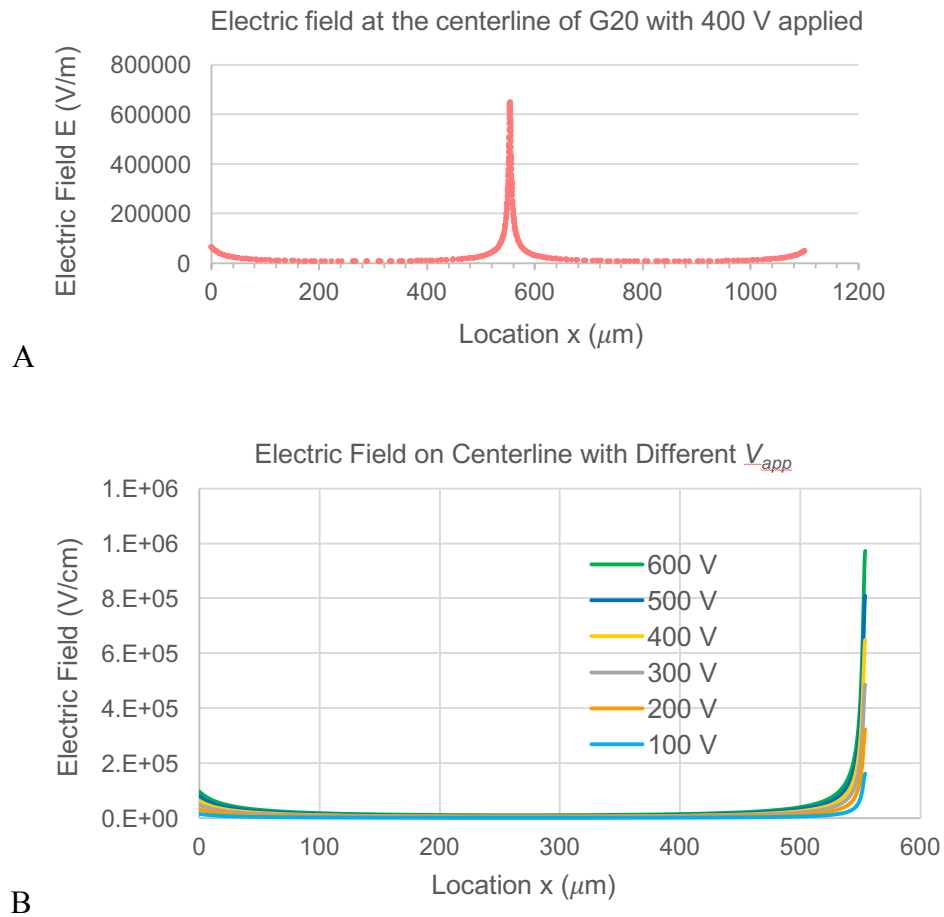 Electric field at the centerline of G20 with 400 V applied
Electric Field E (V/m)
800000
600000
400000
200000
0
0 200 400 600 800 1000 1200
Location x (μm)
A
Electric Field on Centerline with Different V_app
Electric Field (V/cm)
1.E+06
1.E+06
8.E+05
6.E+05
4.E+05
2.E+05
0.E+00
600 V
500 V
400 V
300 V
200 V
100 V
0 100 200 300 400 500 600
Location x (μm)
B